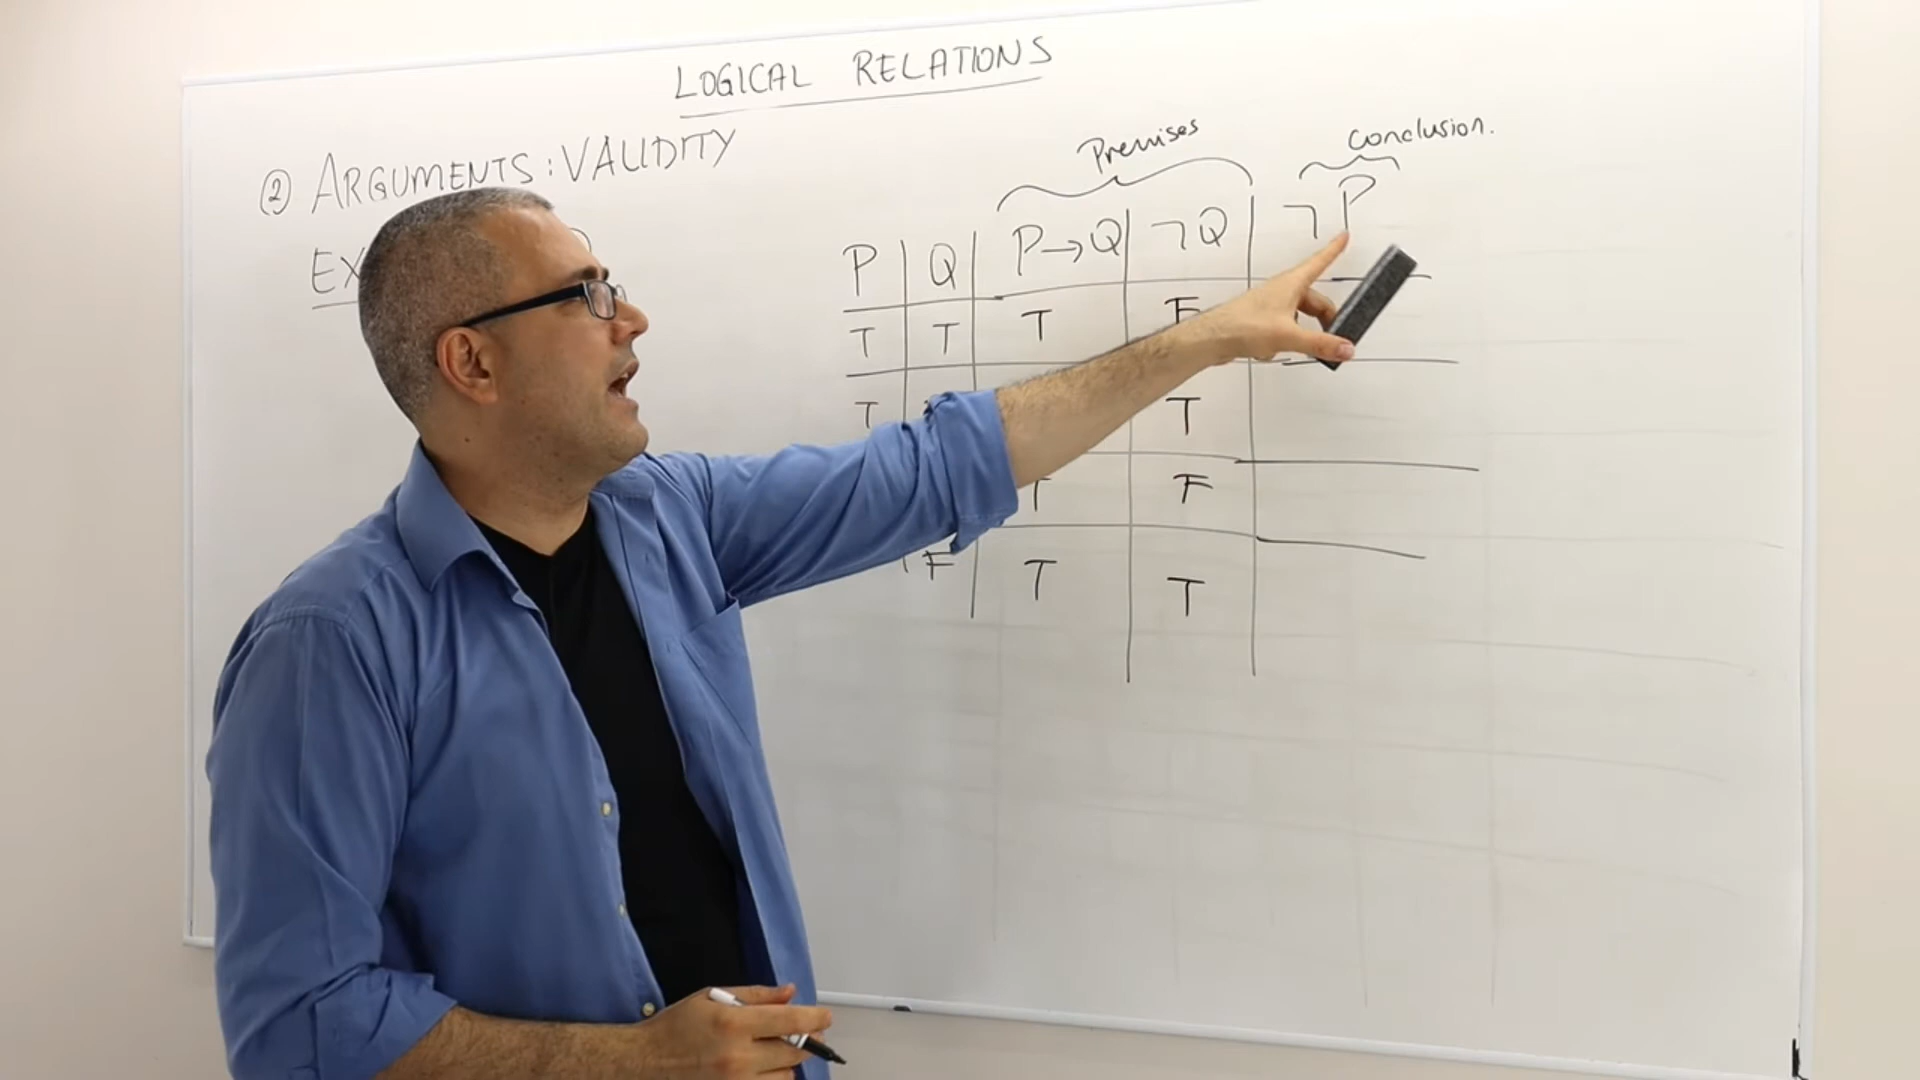 LOGICAL RELATIONS
② ARGUMENTS: VALIDITY
Premises
Conclusion.
P Q P→Q ¬Q ¬P
T T T F
T T
T F
F T T